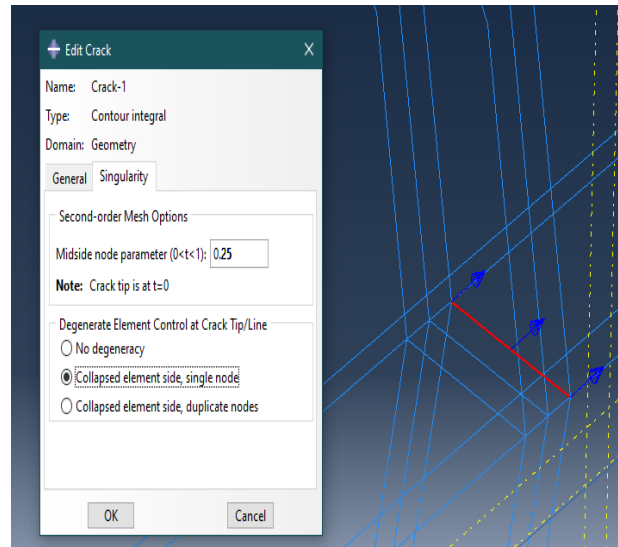 Edit Crack
Name: Crack-1
Type: Contour integral
Domain: Geometry
General Singularity
Second-order Mesh Options
Midside node parameter (0<t<1): 0.25
Note: Crack tip is at t=0
Degenerate Element Control at Crack Tip/Line
No degeneracy
Collapsed element side, single node
Collapsed element side, duplicate nodes
OK Cancel